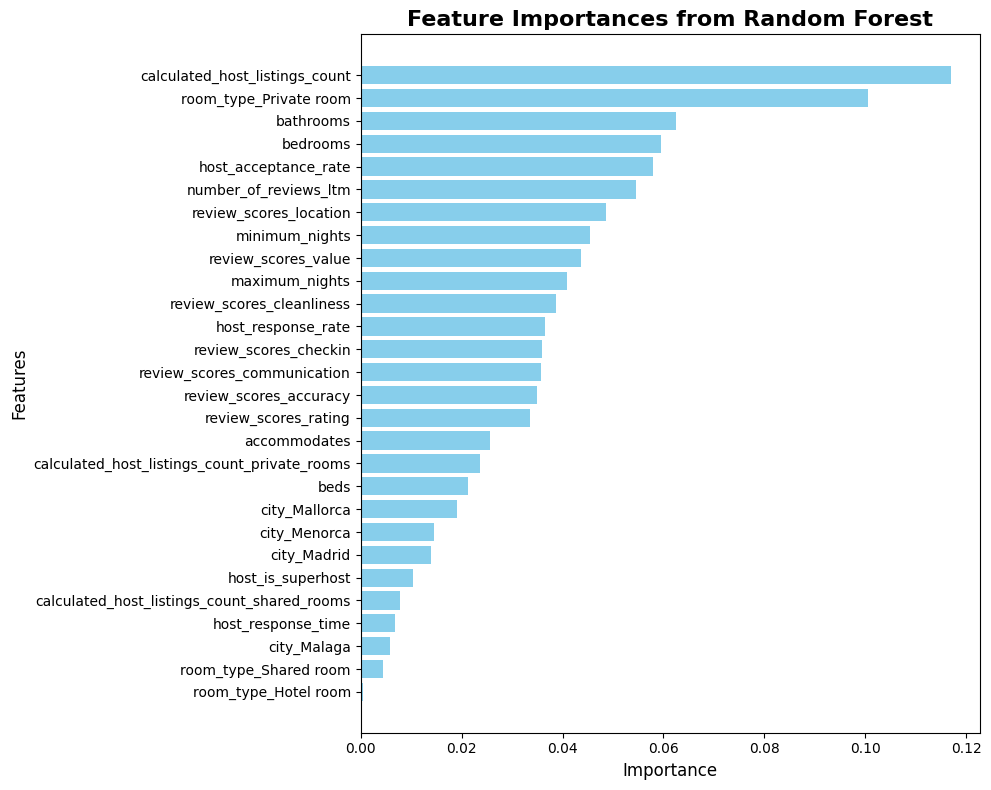 Feature Importances from Random Forest
Features
calculated_host_listings_count
room_type_Private room
bathrooms
bedrooms
host_acceptance_rate
number_of_reviews_ltm
review_scores_location
minimum_nights
review_scores_value
maximum_nights
review_scores_cleanliness
host_response_rate
review_scores_checkin
review_scores_communication
review_scores_accuracy
review_scores_rating
accommodates
calculated_host_listings_count_private_rooms
beds
city_Mallorca
city_Menorca
city_Madrid
host_is_superhost
calculated_host_listings_count_shared_rooms
host_response_time
city_Malaga
room_type_Shared room
room_type_Hotel room
0.00 0.02 0.04 0.06 0.08 0.10 0.12
Importance